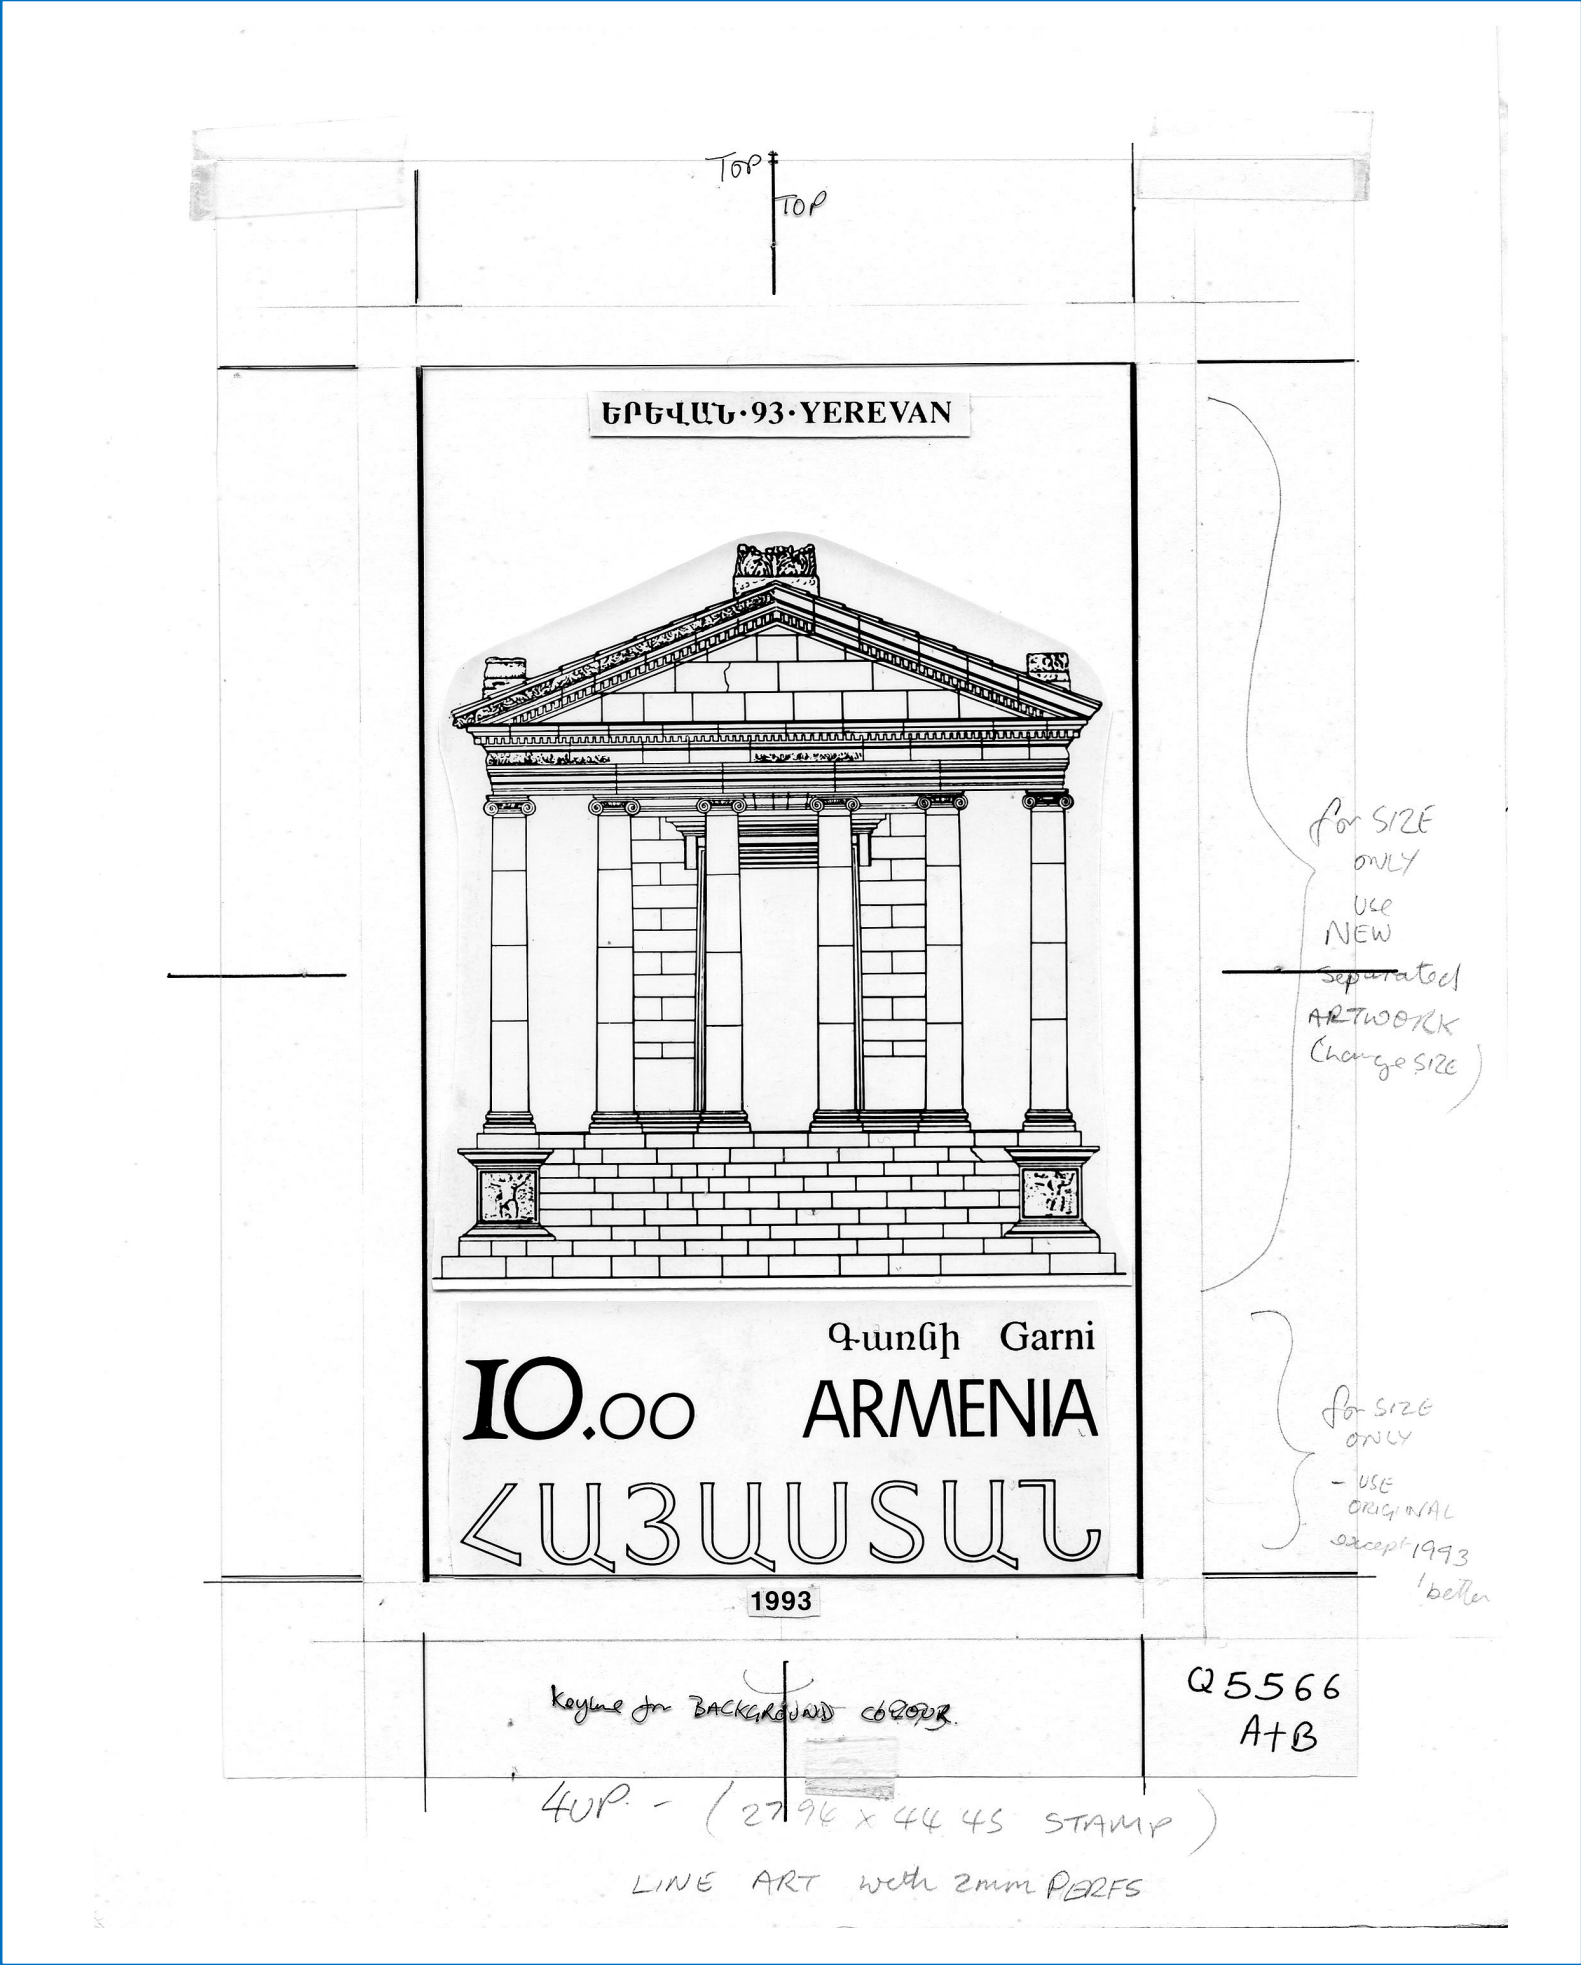 TOP
TOP
ԵՐԵՎԱՆ·93·YEREVAN
for SIZE
ONLY
use
NEW
separated
ARTWORK
(change SIZE)
Գառնի Garni
10.00 ARMENIA
ՀԱՅԱՍՏԱՆ
for SIZE
ONLY
- USE
ORIGINAL
except 1993
better
1993
Keyline for BACKGROUND COLOUR.
Q5566
A+B
4UP. - (27 94 x 44 45 STAMP)
LINE ART with 2mm PERFS